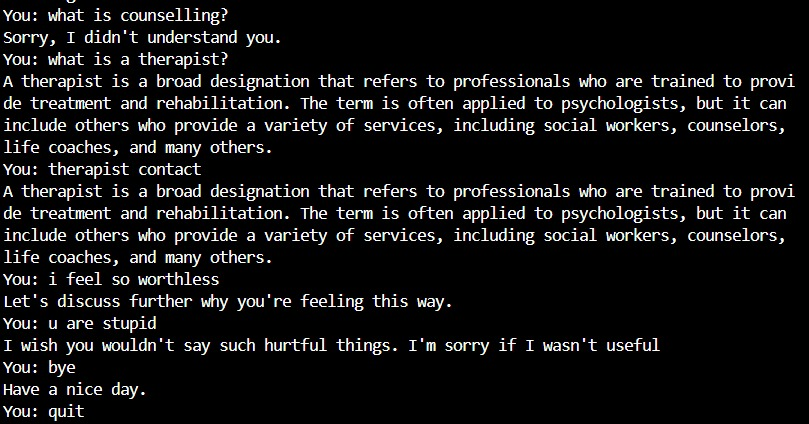 You: what is counselling?
Sorry, I didn't understand you.
You: what is a therapist?
A therapist is a broad designation that refers to professionals who are trained to provi
de treatment and rehabilitation. The term is often applied to psychologists, but it can
include others who provide a variety of services, including social workers, counselors,
life coaches, and many others.
You: therapist contact
A therapist is a broad designation that refers to professionals who are trained to provi
de treatment and rehabilitation. The term is often applied to psychologists, but it can
include others who provide a variety of services, including social workers, counselors,
life coaches, and many others.
You: i feel so worthless
Let's discuss further why you're feeling this way.
You: u are stupid
I wish you wouldn't say such hurtful things. I'm sorry if I wasn't useful
You: bye
Have a nice day.
You: quit